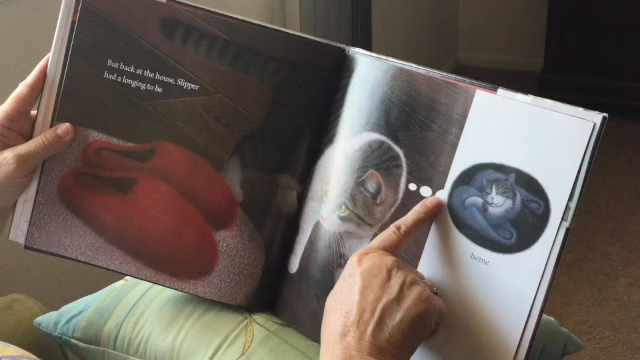 But back at the house, Slipper
had a longing to be
home.